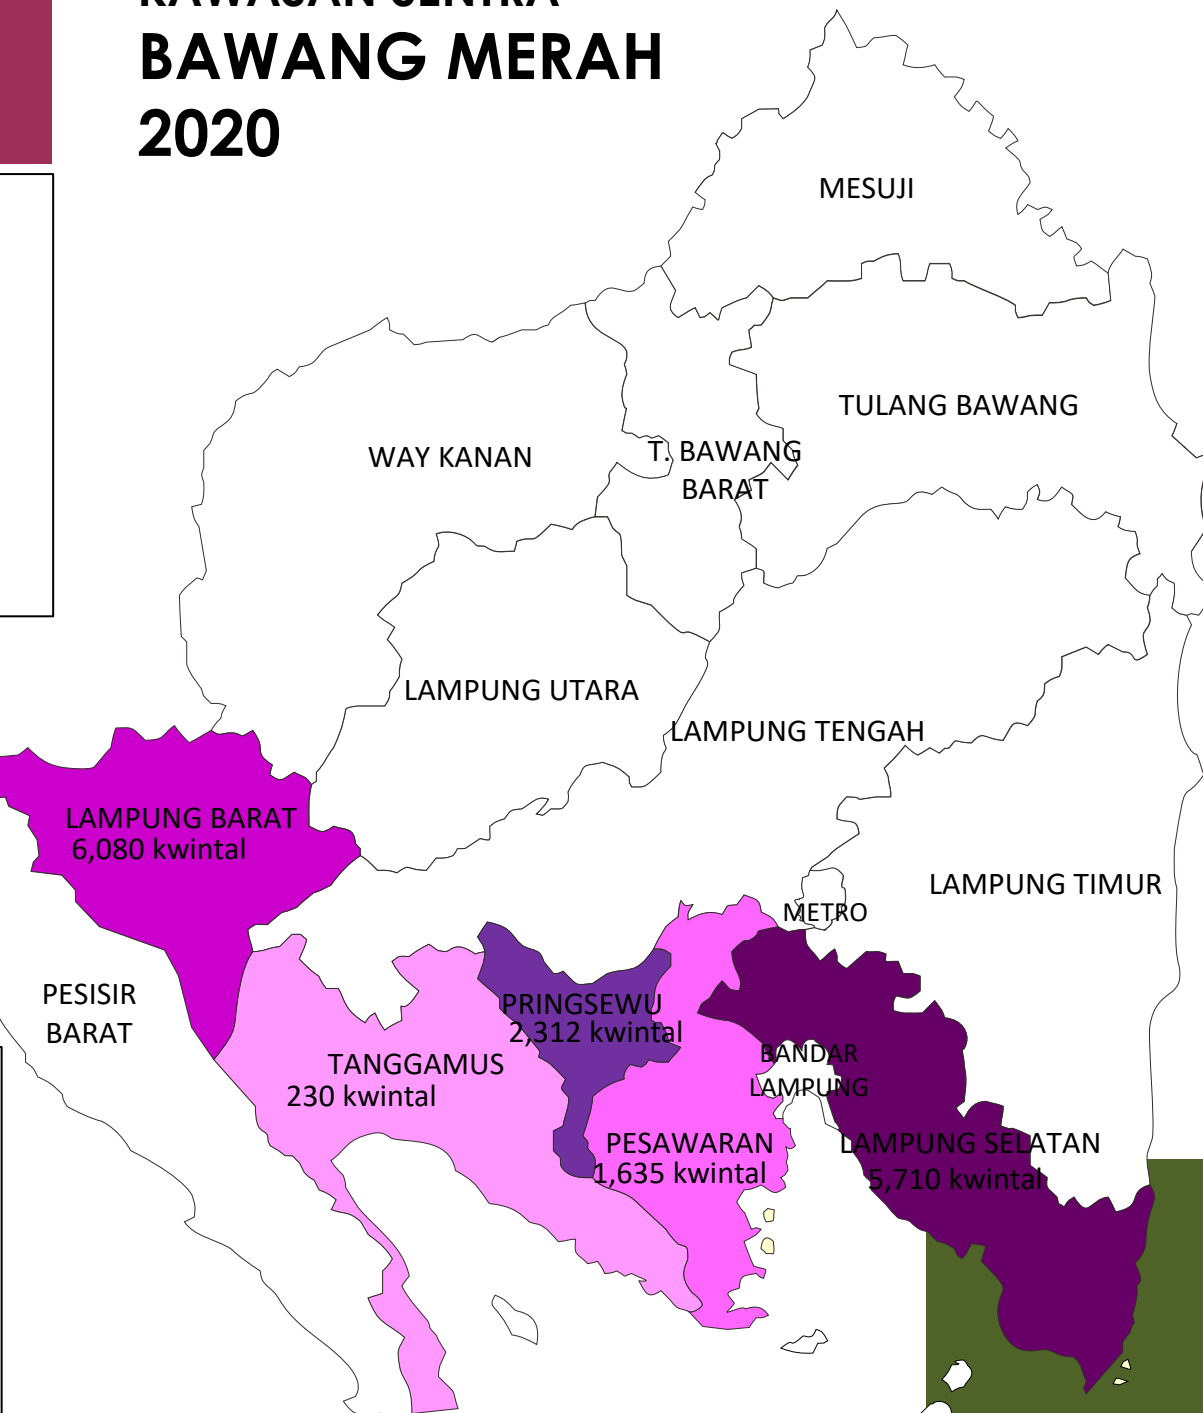 KAWASAN SENTRA
BAWANG MERAH
2020
MESUJI
TULANG BAWANG
WAY KANAN
T. BAWANG
BARAT
LAMPUNG UTARA
LAMPUNG TENGAH
LAMPUNG BARAT
6,080 kwintal
LAMPUNG TIMUR
METRO
PESISIR
BARAT
PRINGSEWU
2,312 kwintal
TANGGAMUS
230 kwintal
BANDAR
LAMPUNG
PESAWARAN
1,635 kwintal
LAMPUNG SELATAN
5,710 kwintal